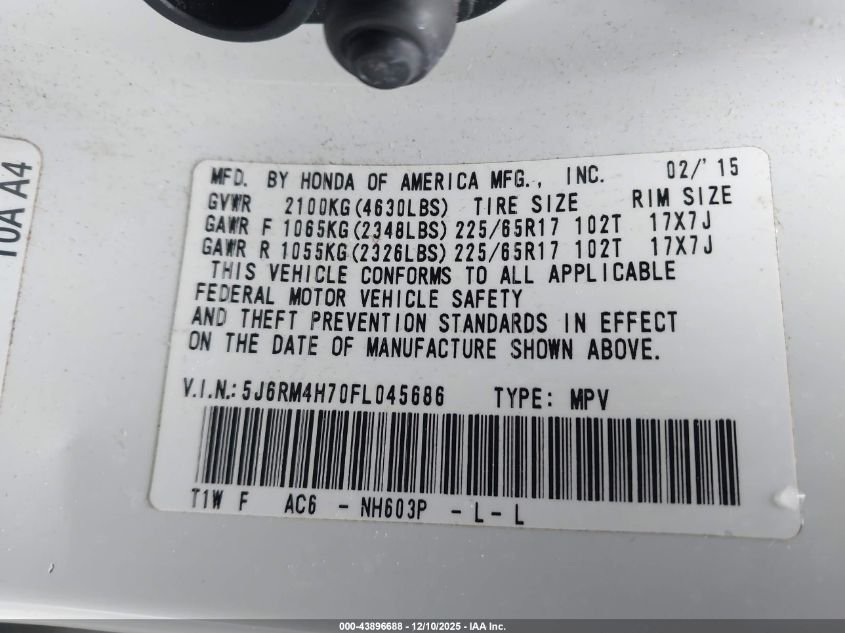 10A A4
MFD. BY HONDA OF AMERICA MFG., INC. 02/'15
GVWR 2100KG(4630LBS) TIRE SIZE RIM SIZE
GAWR F 1065KG(2348LBS) 225/65R17 102T 17X7J
GAWR R 1055KG(2326LBS) 225/65R17 102T 17X7J
THIS VEHICLE CONFORMS TO ALL APPLICABLE
FEDERAL MOTOR VEHICLE SAFETY
AND THEFT PREVENTION STANDARDS IN EFFECT
ON THE DATE OF MANUFACTURE SHOWN ABOVE.
V.I.N.: 5J6RM4H70FL045686 TYPE: MPV
T1W F AC6 - NH603P - L - L
000-43896688 - 12/10/2025 - IAA Inc.